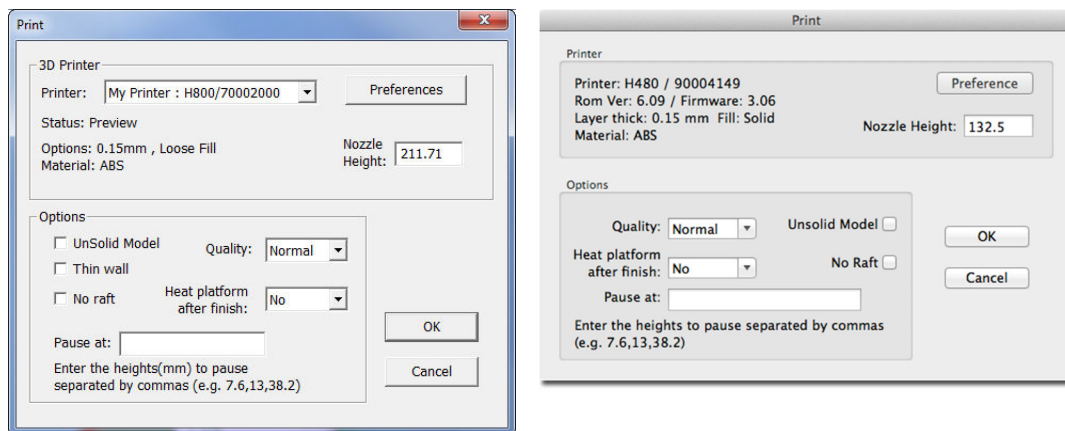 Print
3D Printer
Printer: My Printer : H800/70002000 Preferences
Status: Preview
Options: 0.15mm , Loose Fill
Material: ABS
Nozzle
Height: 211.71
Options
UnSolid Model
Quality: Normal
Thin wall
No raft
Heat platform
after finish: No
Pause at:
Enter the heights(mm) to pause
separated by commas (e.g. 7.6,13,38.2)
OK
Cancel
Print
Printer
Printer: H480 / 90004149
Rom Ver: 6.09 / Firmware: 3.06
Layer thick: 0.15 mm Fill: Solid
Material: ABS
Preference
Nozzle Height: 132.5
Options
Quality: Normal
Unsolid Model
Heat platform
after finish: No
No Raft
Pause at:
Enter the heights to pause separated by commas
(e.g. 7.6,13,38.2)
OK
Cancel